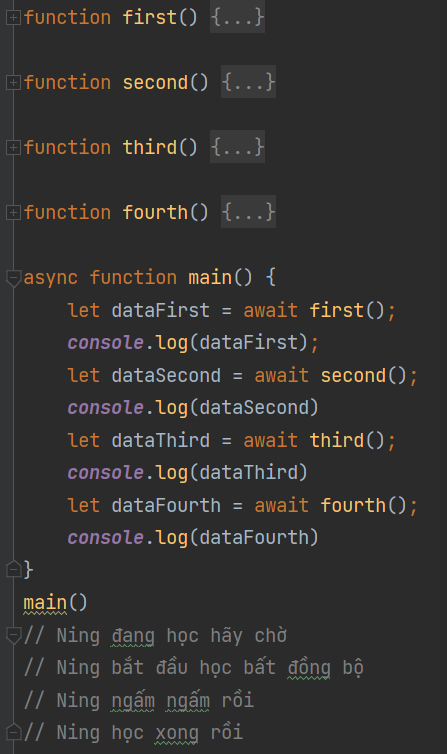 function first() {...}
function second() {...}
function third() {...}
function fourth() {...}
async function main() {
let dataFirst = await first();
console.log(dataFirst);
let dataSecond = await second();
console.log(dataSecond)
let dataThird = await third();
console.log(dataThird)
let dataFourth = await fourth();
console.log(dataFourth)
}
main()
// Ning đang học hãy chờ
// Ning bắt đầu học bất đồng bộ
// Ning ngấm ngấm rồi
// Ning học xong rồi